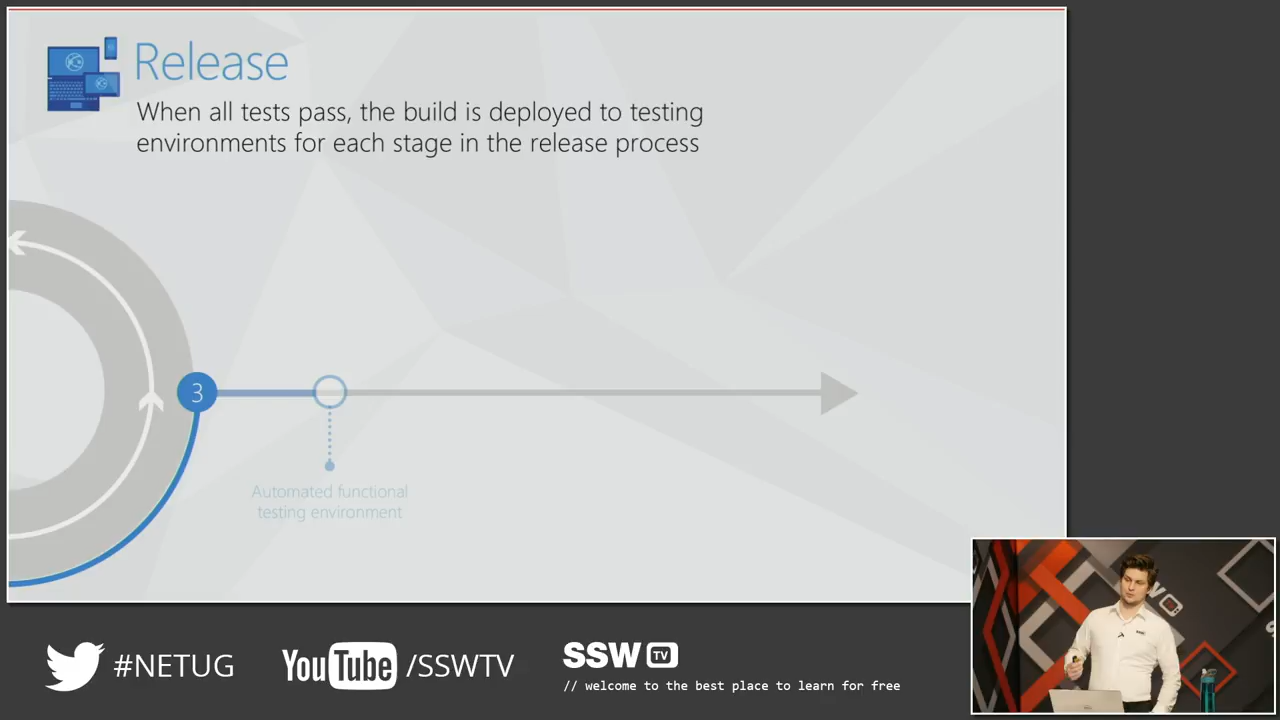 Release
When all tests pass, the build is deployed to testing
environments for each stage in the release process
3
Automated functional
testing environment
#NETUG
YouTube /SSWTV
SSW TV
// welcome to the best place to learn for free